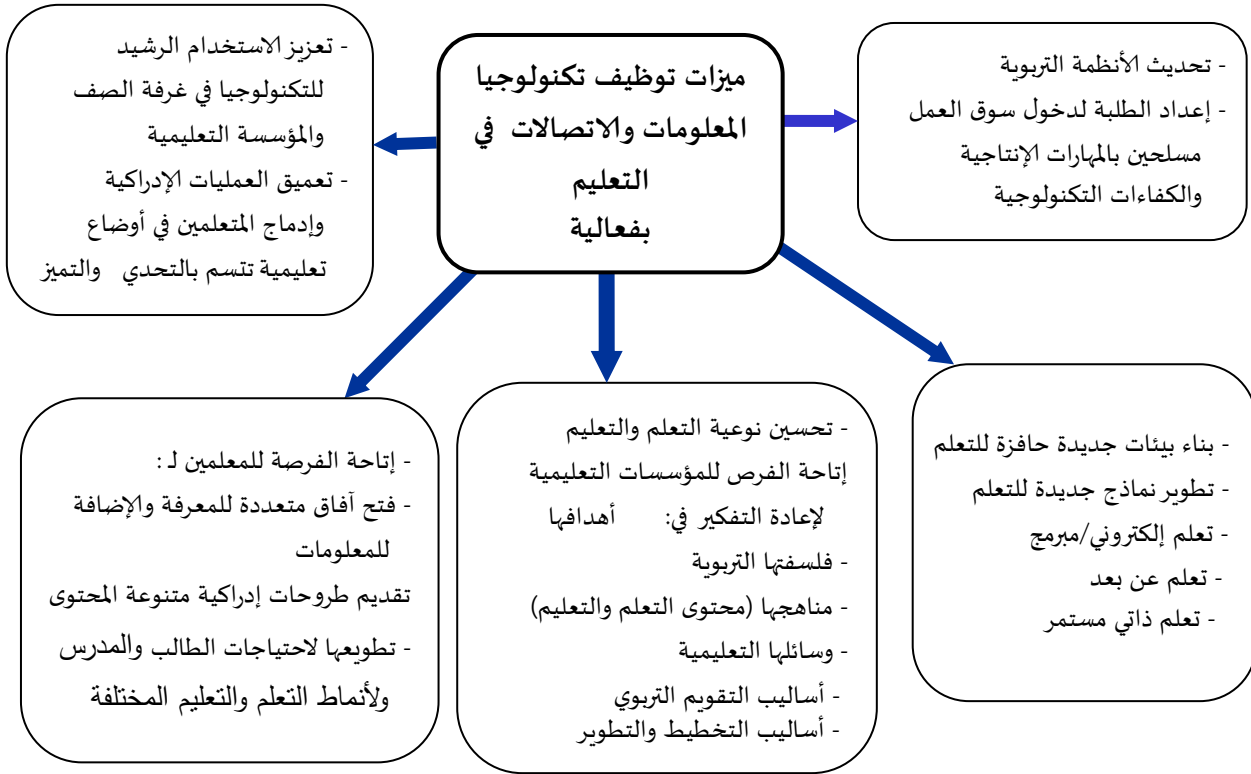 ميزات توظيف تكنولوجيا
المعلومات والاتصالات في
التعليم
بفعالية
- تحديث الأنظمة التربوية
- إعداد الطلبة لدخول سوق العمل
مسلحين بالمهارات الإنتاجية
والكفاءات التكنولوجية
- تعزيز الاستخدام الرشيد
للتكنولوجيا في غرفة الصف
والمؤسسة التعليمية
- تعميق العمليات الإدراكية
وإدماج المتعلمين في أوضاع
تعليمية تتسم بالتحدي والتميز
- بناء بيئات جديدة حافزة للتعلم
- تطوير نماذج جديدة للتعلم
- تعلم إلكتروني/مبرمج
- تعلم عن بعد
- تعلم ذاتي مستمر
- تحسين نوعية التعلم والتعليم
إتاحة الفرص للمؤسسات التعليمية
لإعادة التفكير في: أهدافها
- فلسفتها التربوية
- مناهجها (محتوى التعلم والتعليم)
- وسائلها التعليمية
- أساليب التقويم التربوي
- أساليب التخطيط والتطوير
- إتاحة الفرصة للمعلمين لـ :
- فتح آفاق متعددة للمعرفة والإضافة
للمعلومات
تقديم طروحات إدراكية متنوعة المحتوى
- تطويعها لاحتياجات الطالب والمدرس
ولأنماط التعلم والتعليم المختلفة